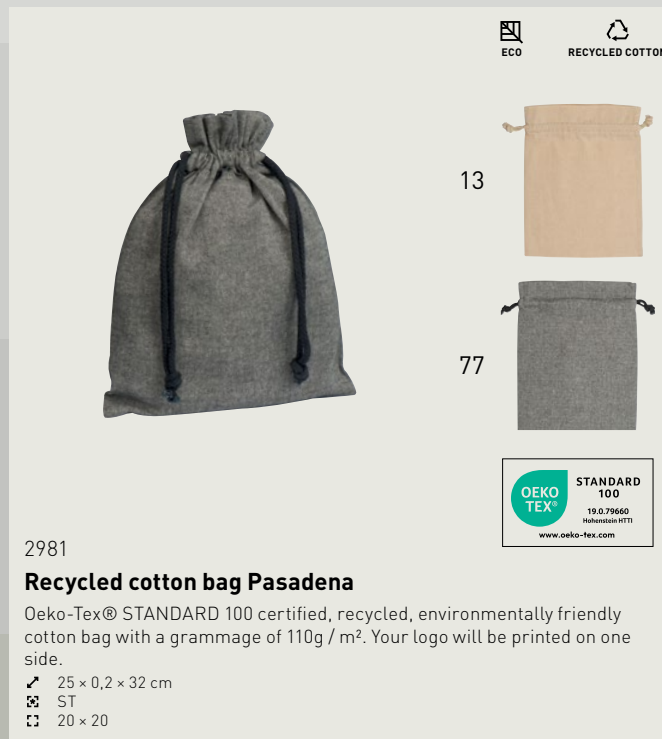 ECO
RECYCLED COTTON
13
77
OEKO
TEX®
STANDARD
100
19.0.79660
Hohenstein HTTI
www.oeko-tex.com
2981
Recycled cotton bag Pasadena
Oeko-Tex® STANDARD 100 certified, recycled, environmentally friendly
cotton bag with a grammage of 110g / m². Your logo will be printed on one
side.
25 × 0,2 × 32 cm
ST
20 × 20